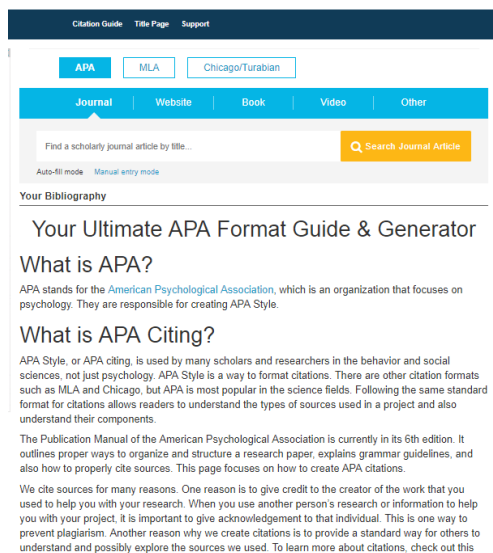 Citation Guide Title Page Support
APA MLA Chicago/Turabian
Journal Website Book Video Other
Find a scholarly journal article by title... Search Journal Article
Auto-fill mode Manual entry mode
Your Bibliography
Your Ultimate APA Format Guide & Generator
What is APA?
APA stands for the American Psychological Association, which is an organization that focuses on
psychology. They are responsible for creating APA Style.
What is APA Citing?
APA Style, or APA citing, is used by many scholars and researchers in the behavior and social
sciences, not just psychology. APA Style is a way to format citations. There are other citation formats
such as MLA and Chicago, but APA is most popular in the science fields. Following the same standard
format for citations allows readers to understand the types of sources used in a project and also
understand their components.
The Publication Manual of the American Psychological Association is currently in its 6th edition. It
outlines proper ways to organize and structure a research paper, explains grammar guidelines, and
also how to properly cite sources. This page focuses on how to create APA citations.
We cite sources for many reasons. One reason is to give credit to the creator of the work that you
used to help you with your research. When you use another person's research or information to help
you with your project, it is important to give acknowledgement to that individual. This is one way to
prevent plagiarism. Another reason why we create citations is to provide a standard way for others to
understand and possibly explore the sources we used. To learn more about citations, check out this